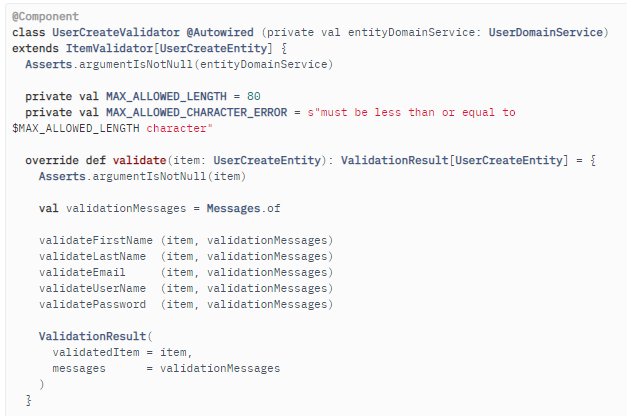 @Component
class UserCreateValidator @Autowired (private val entityDomainService: UserDomainService)
extends ItemValidator[UserCreateEntity] {
  Asserts.argumentIsNotNull(entityDomainService)

  private val MAX_ALLOWED_LENGTH = 80
  private val MAX_ALLOWED_CHARACTER_ERROR = s"must be less than or equal to
$MAX_ALLOWED_LENGTH character"

  override def validate(item: UserCreateEntity): ValidationResult[UserCreateEntity] = {
    Asserts.argumentIsNotNull(item)

    val validationMessages = Messages.of

    validateFirstName (item, validationMessages)
    validateLastName  (item, validationMessages)
    validateEmail     (item, validationMessages)
    validateUserName  (item, validationMessages)
    validatePassword  (item, validationMessages)

    ValidationResult(
      validatedItem = item,
      messages      = validationMessages
    )
  }